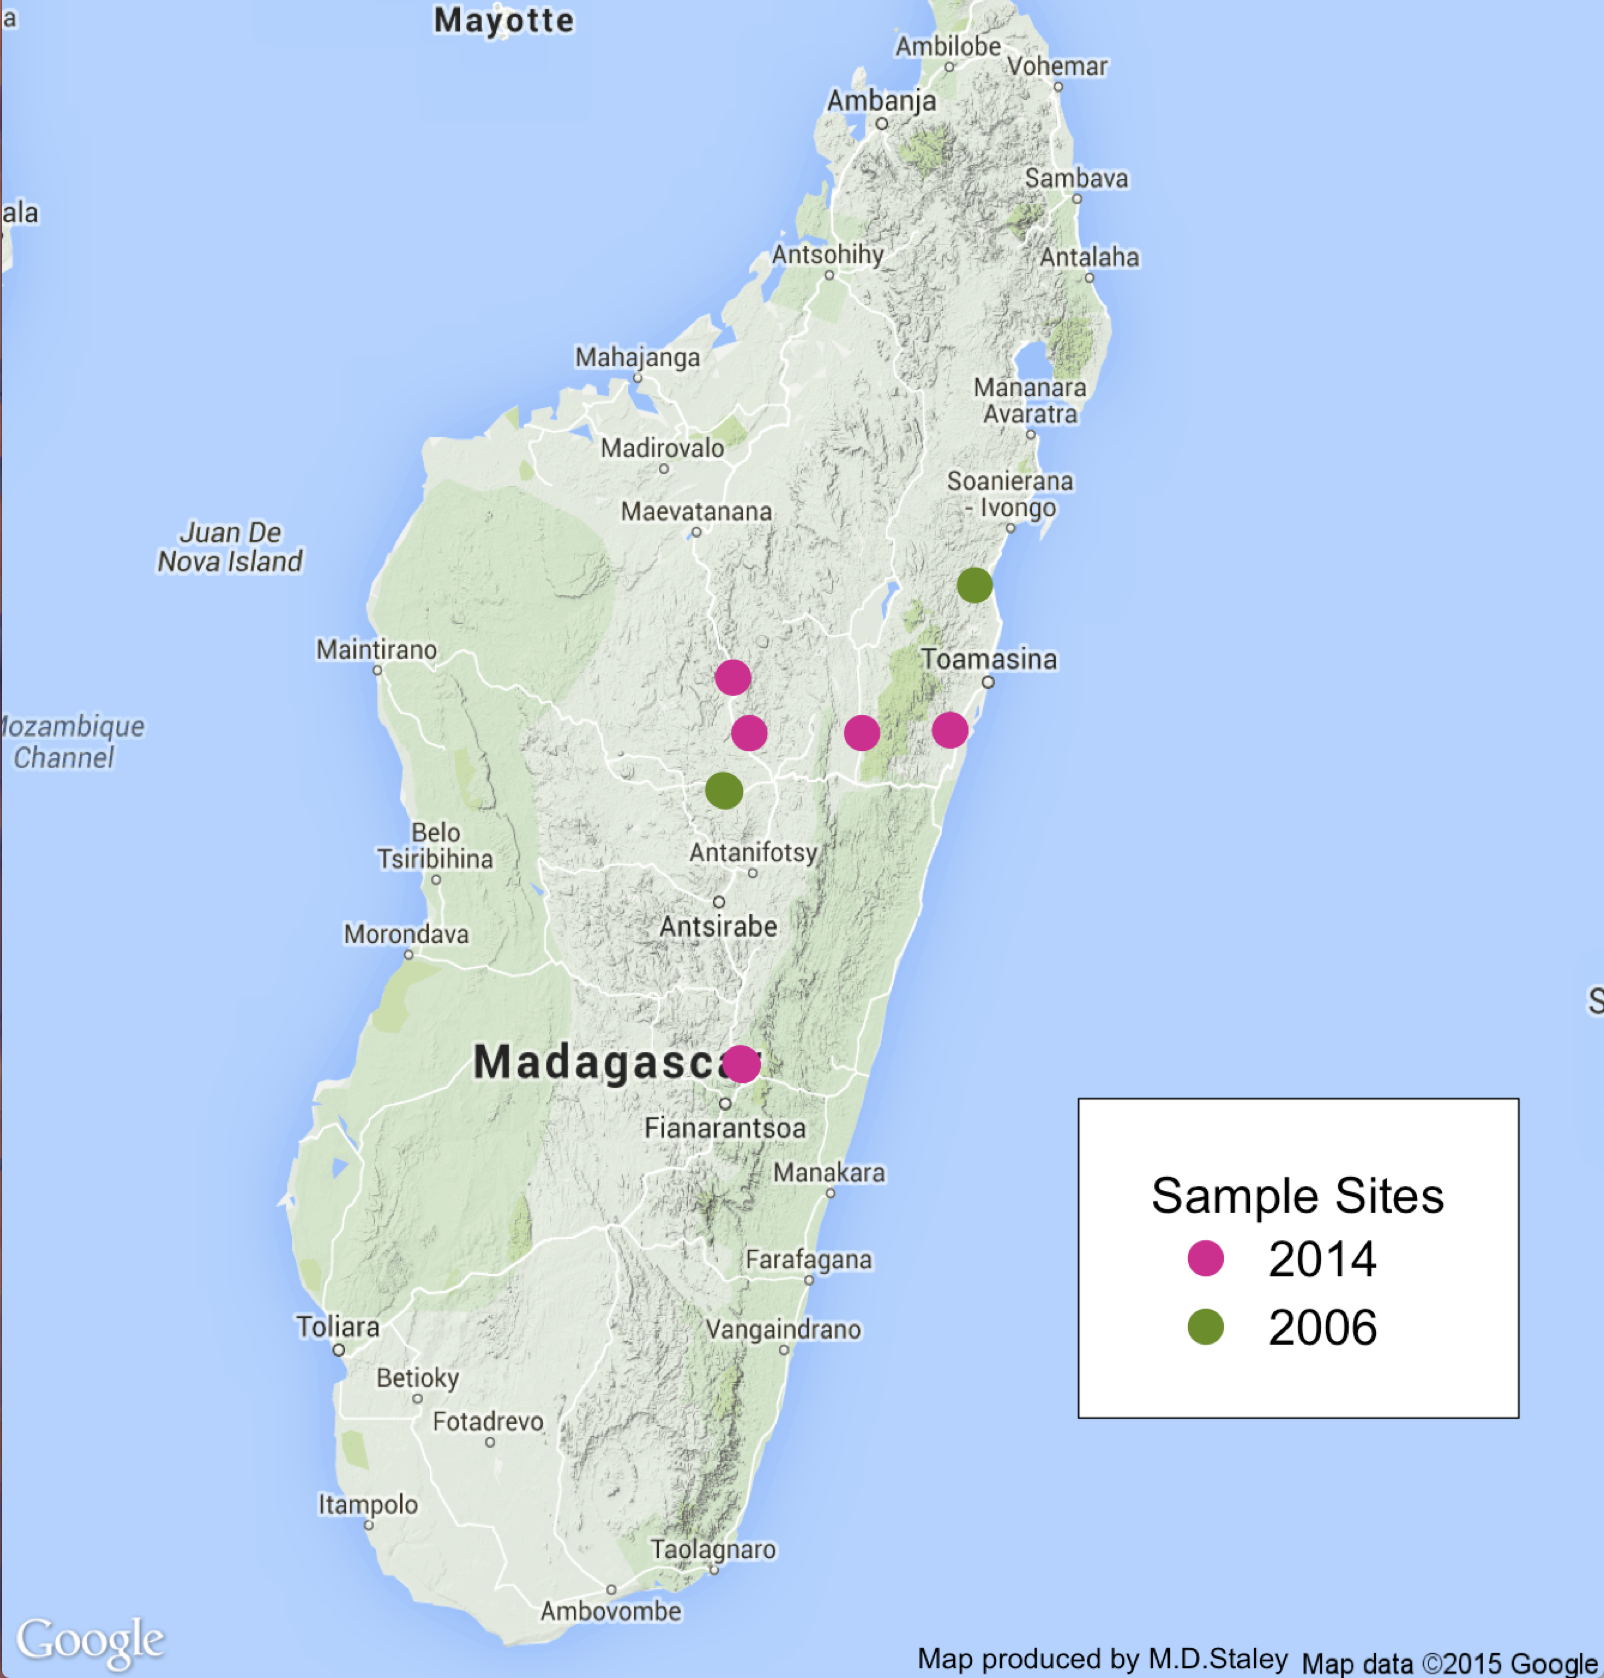 a
Mayotte
Ambilobe
Vohemar
Ambanja
Sambava
ala
Antsohihy
Antalaha
Mahajanga
Mananara
Avaratra
Madirovalo
Soanierana
- Ivongo
Maevatanana
Juan De
Nova Island
Maintirano
Toamasina
Mozambique
Channel
Belo
Tsiribihina
Antanifotsy
Antsirabe
Morondava
S
Madagascar
Fianarantsoa
Manakara
Sample Sites
2014
2006
Farafagana
Toliara
Vangaindrano
Betioky
Fotadrevo
Itampolo
Taolagnaro
Ambovombe
Google
Map produced by M.D.Staley
Map data ©2015 Google